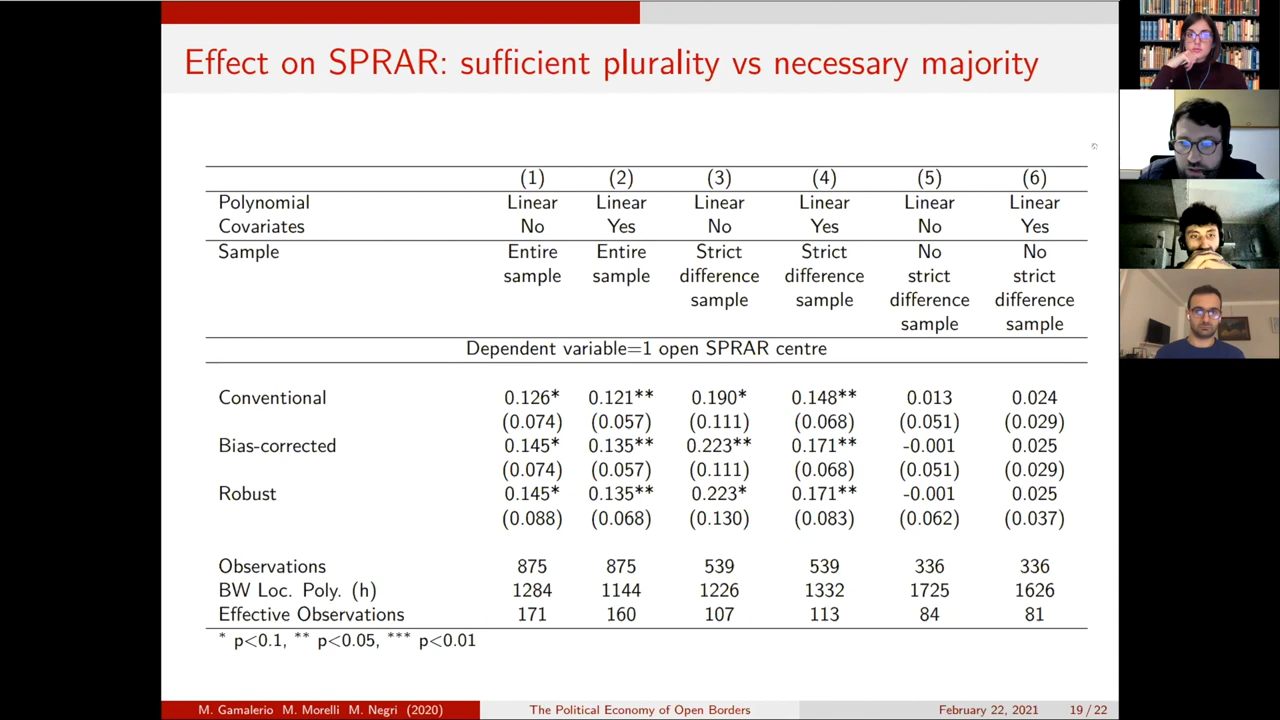 Effect on SPRAR: sufficient plurality vs necessary majority
(1) (2) (3) (4) (5) (6)
Polynomial Linear Linear Linear Linear Linear Linear
Covariates No Yes No Yes No Yes
Sample Entire Entire Strict Strict No No
sample sample difference difference strict strict
sample sample difference difference
sample sample
Dependent variable=1 open SPRAR centre
Conventional 0.126* 0.121** 0.190* 0.148** 0.013 0.024
(0.074) (0.057) (0.111) (0.068) (0.051) (0.029)
Bias-corrected 0.145* 0.135** 0.223** 0.171** -0.001 0.025
(0.074) (0.057) (0.111) (0.068) (0.051) (0.029)
Robust 0.145* 0.135** 0.223* 0.171** -0.001 0.025
(0.088) (0.068) (0.130) (0.083) (0.062) (0.037)
Observations 875 875 539 539 336 336
BW Loc. Poly. (h) 1284 1144 1226 1332 1725 1626
Effective Observations 171 160 107 113 84 81
* p<0.1, ** p<0.05, *** p<0.01
M. Gamalerio M. Morelli M. Negri (2020) The Political Economy of Open Borders February 22, 2021 19 / 22